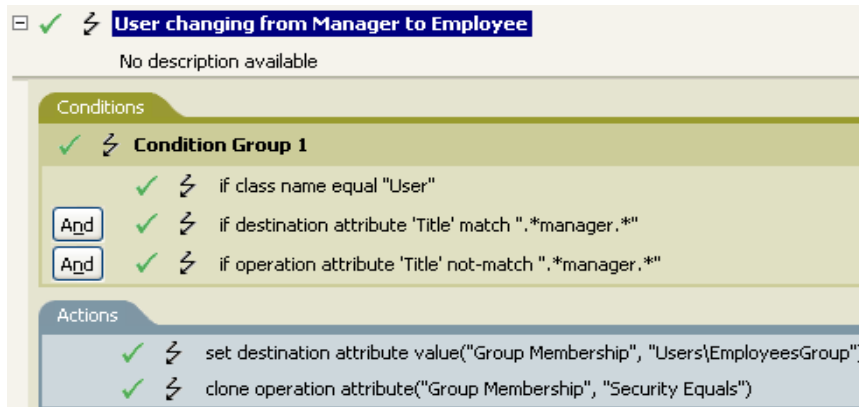 User changing from Manager to Employee
No description available
Conditions
Condition Group 1
if class name equal "User"
And if destination attribute 'Title' match ".*manager.*"
And if operation attribute 'Title' not-match ".*manager.*"
Actions
set destination attribute value("Group Membership", "Users\EmployeesGroup")
clone operation attribute("Group Membership", "Security Equals")